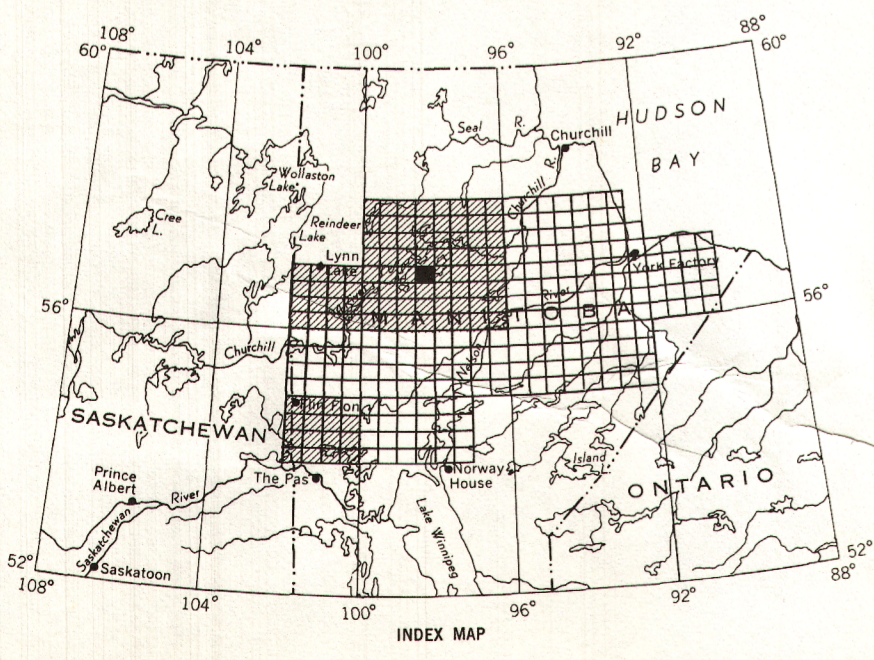 108°
104°
100°
96°
92°
88°
60°
60°
HUDSON
BAY
Seal R.
Churchill
Churchill R.
Wollaston
Lake
Cree
L.
Reindeer
Lake
Lynn
Lake
York Factory
River
MANITOBA
56°
56°
Churchill
Nelson
Flin Flon
SASKATCHEWAN
Island
Prince
Albert
River
The Pas
Norway
House
ONTARIO
Saskatchewan
Saskatoon
Lake Winnipeg
52°
52°
108°
104°
100°
96°
92°
88°
INDEX MAP